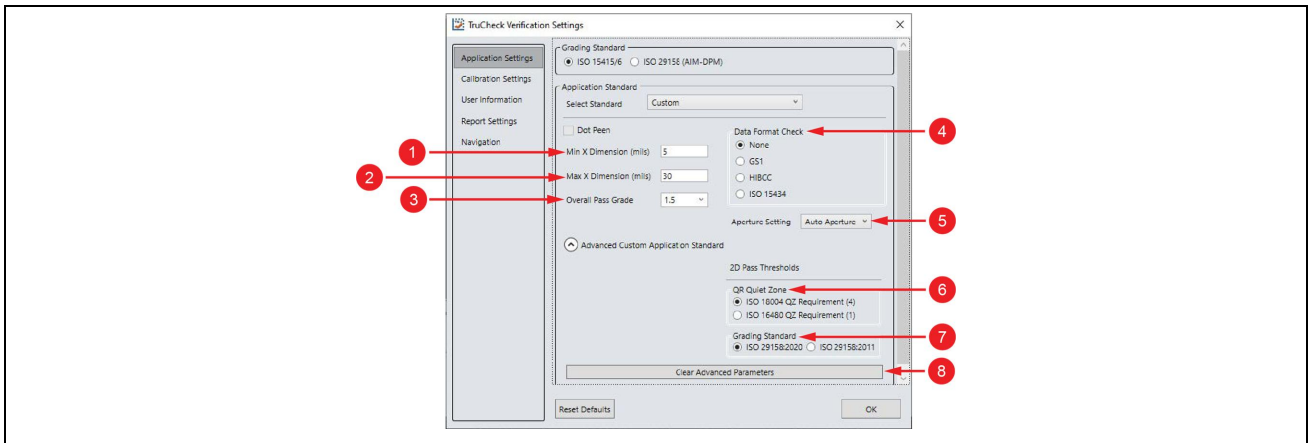 TruCheck Verification Settings
Application Settings
Calibration Settings
User Information
Report Settings
Navigation
Grading Standard
ISO 15415/6 ISO 29158 (AIM-DPM)
Application Standard
Select Standard Custom
Dot Peen
1 Min X Dimension (mils) 5
2 Max X Dimension (mils) 30
3 Overall Pass Grade 1.5
Data Format Check 4
None
GS1
HIBCC
ISO 15434
Aperture Setting Auto Aperture 5
Advanced Custom Application Standard
2D Pass Thresholds
QR Quiet Zone 6
ISO 18004 QZ Requirement (4)
ISO 16480 QZ Requirement (1)
Grading Standard 7
ISO 29158:2020 ISO 29158:2011
Clear Advanced Parameters 8
Reset Defaults OK